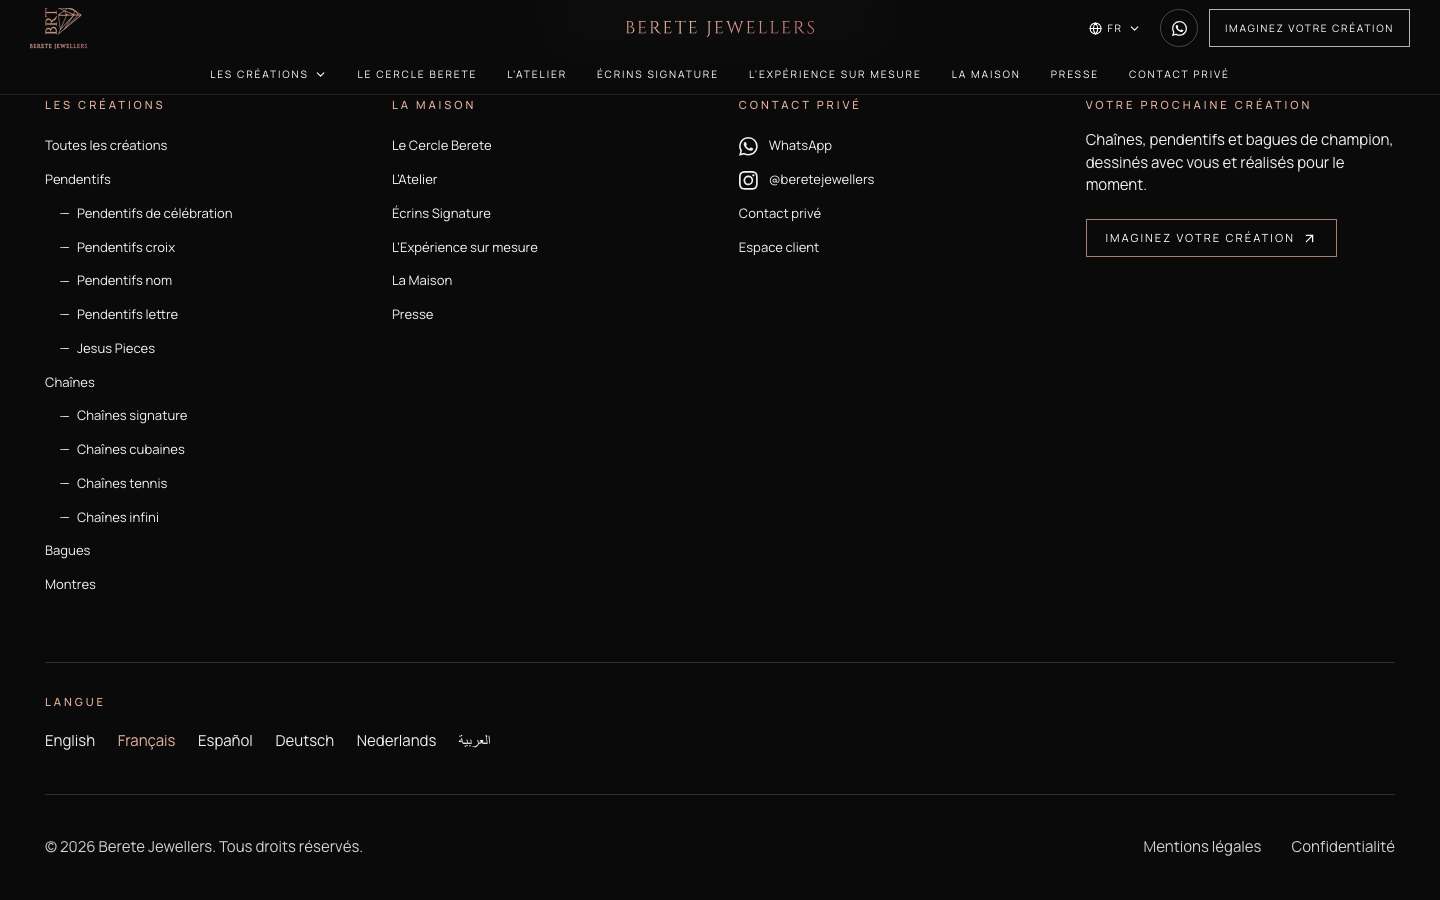 BRT
BERETE JEWELLERS
BERETE JEWELLERS
FR
IMAGINEZ VOTRE CRÉATION
LES CRÉATIONS
LE CERCLE BERETE
L'ATELIER
ÉCRINS SIGNATURE
L'EXPÉRIENCE SUR MESURE
LA MAISON
PRESSE
CONTACT PRIVÉ
LES CRÉATIONS
Toutes les créations
Pendentifs
— Pendentifs de célébration
— Pendentifs croix
— Pendentifs nom
— Pendentifs lettre
— Jesus Pieces
Chaînes
— Chaînes signature
— Chaînes cubaines
— Chaînes tennis
— Chaînes infini
Bagues
Montres
LA MAISON
Le Cercle Berete
L'Atelier
Écrins Signature
L'Expérience sur mesure
La Maison
Presse
CONTACT PRIVÉ
WhatsApp
@beretejewellers
Contact privé
Espace client
VOTRE PROCHAINE CRÉATION
Chaînes, pendentifs et bagues de champion,
dessinés avec vous et réalisés pour le
moment.
IMAGINEZ VOTRE CRÉATION
LANGUE
English
Français
Español
Deutsch
Nederlands
العربية
© 2026 Berete Jewellers. Tous droits réservés.
Mentions légales
Confidentialité